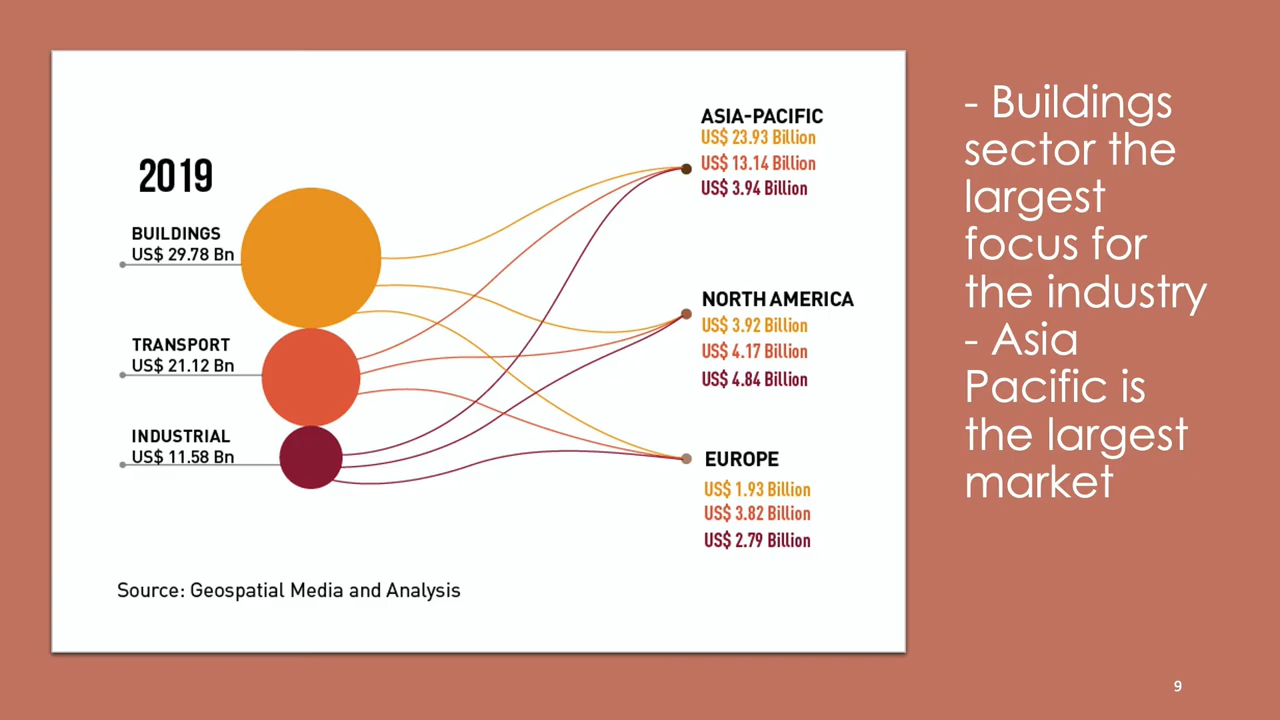 2019
BUILDINGS
US$ 29.78 Bn
TRANSPORT
US$ 21.12 Bn
INDUSTRIAL
US$ 11.58 Bn
ASIA-PACIFIC
US$ 23.93 Billion
US$ 13.14 Billion
US$ 3.94 Billion
NORTH AMERICA
US$ 3.92 Billion
US$ 4.17 Billion
US$ 4.84 Billion
EUROPE
US$ 1.93 Billion
US$ 3.82 Billion
US$ 2.79 Billion
Source: Geospatial Media and Analysis
- Buildings
sector the
largest
focus for
the industry
- Asia
Pacific is
the largest
market
9